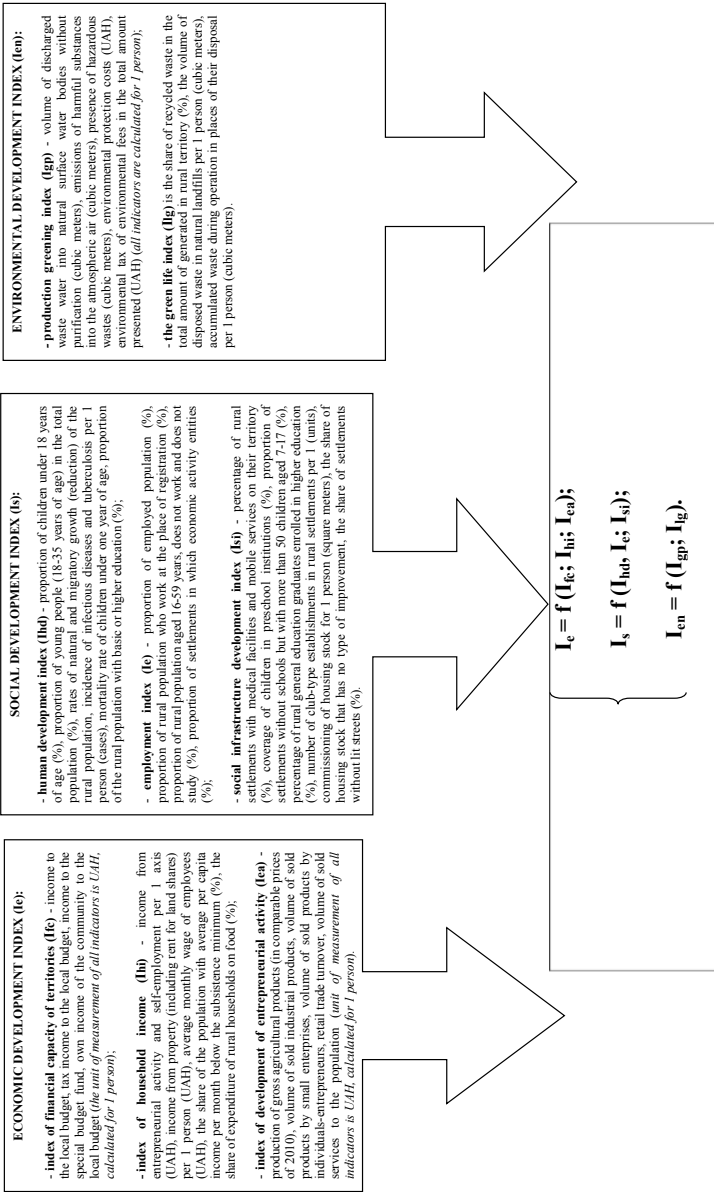 ECONOMIC DEVELOPMENT INDEX (Ie):
- index of financial capacity of territories (Ifc) - income to
the local budget, tax income to the local budget, income to the
special budget fund, own income of the community to the
local budget (the unit of measurement of all indicators is UAH,
calculated for 1 person);
- index of household income (Ihi) - income from
entrepreneurial activity and self-employment per 1 axis
(UAH), income from property (including rent for land shares)
per 1 person (UAH), average monthly wage of employees
(UAH), the share of the population with average per capita
income per month below the subsistence minimum (%), the
share of expenditure of rural households on food (%);
- index of development of entrepreneurial activity (Iea) -
production of gross agricultural products (in comparable prices
of 2010), volume of sold industrial products, volume of sold
products by small enterprises, volume of sold products by
individuals-entrepreneurs, retail trade turnover, volume of sold
services to the population (unit of measurement of all
indicators is UAH, calculated for 1 person).
SOCIAL DEVELOPMENT INDEX (Is):
- human development index (Ihd) - proportion of children under 18 years
of age (%), proportion of young people (18-35 years of age) in the total
population (%), rates of natural and migratory growth (reduction) of the
rural population, incidence of infectious diseases and tuberculosis per 1
person (cases), mortality rate of children under one year of age, proportion
of the rural population with basic or higher education (%);
- employment index (Ie) - proportion of employed population (%),
proportion of rural population who work at the place of registration (%),
proportion of rural population aged 16-59 years, does not work and does not
study (%), proportion of settlements in which economic activity entities
(%);
- social infrastructure development index (Isi) - percentage of rural
settlements with medical facilities and mobile services on their territory
(%), coverage of children in preschool institutions (%), proportion of
settlements without schools but with more than 50 children aged 7-17 (%),
percentage of rural general education graduates enrolled in higher education
(%), number of club-type establishments in rural settlements per 1 (units),
commissioning of housing stock for 1 person (square meters), the share of
housing stock that has no type of improvement, the share of settlements
without lit streets (%).
ENVIRONMENTAL DEVELOPMENT INDEX (Ien):
- production greening index (Igp) - volume of discharged
waste water into natural surface water bodies without
purification (cubic meters), emissions of harmful substances
into the atmospheric air (cubic meters), presence of hazardous
wastes (cubic meters), environmental protection costs (UAH),
environmental tax of environmental fees in the total amount
presented (UAH) (all indicators are calculated for 1 person);
- the green life index (Ilg) is the share of recycled waste in the
total amount of generated in rural territory (%), the volume of
disposed waste in natural landfills per 1 person (cubic meters),
accumulated waste during operation in places of their disposal
per 1 person (cubic meters).
Ie = f (Ifc; Ihi; Iea);
Is = f (Ihd, Ie; Isi);
Ien = f (Igp; Ilg).